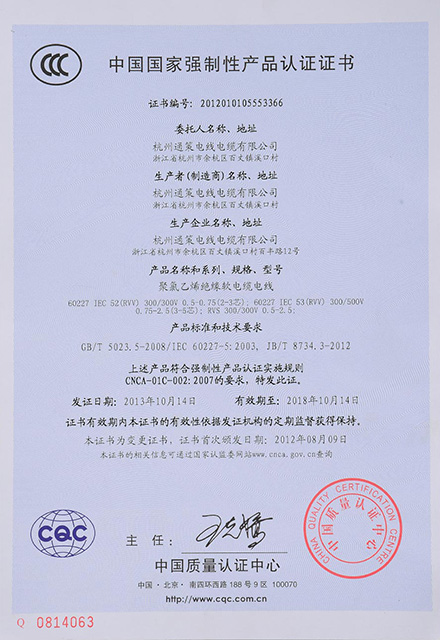 中国国家强制性产品认证证书
证书编号：2012010105553366
委托人名称、地址
杭州通策电线电缆有限公司
浙江省杭州市余杭区百丈镇溪口村
生产者(制造商)名称、地址
杭州通策电线电缆有限公司
浙江省杭州市余杭区百丈镇溪口村
生产企业名称、地址
杭州通策电线电缆有限公司
浙江省杭州市余杭区百丈镇溪口村百丰路12号
产品名称和系列、规格、型号
聚氯乙烯绝缘软电缆电线
60227 IEC 52(RVV) 300/300V 0.5-0.75(2-3芯); 60227 IEC 53(RVV) 300/500V
0.75-2.5(3-5芯); RVS 300/300V 0.5-2.5;
产品标准和技术要求
GB/T 5023.5-2008/IEC 60227-5:2003, JB/T 8734.3-2012
上述产品符合强制性产品认证实施规则
CNCA-01C-002:2007的要求，特发此证。
发证日期：2013年10月14日 有效期至：2018年10月14日
证书有效期内本证书的有效性依据发证机构的定期监督获得保持。
本证书为变更证书，证书首次颁发日期：2012年08月09日
本证书的相关信息可通过国家认监委网站www.cnca.gov.cn查询
CHINA QUALITY CERTIFICATION CENTRE
中国质量认证中心
CQC
主任：
中国质量认证中心
中国·北京·南四环西路188号9区 100070
http://www.cqc.com.cn
Q 0814063